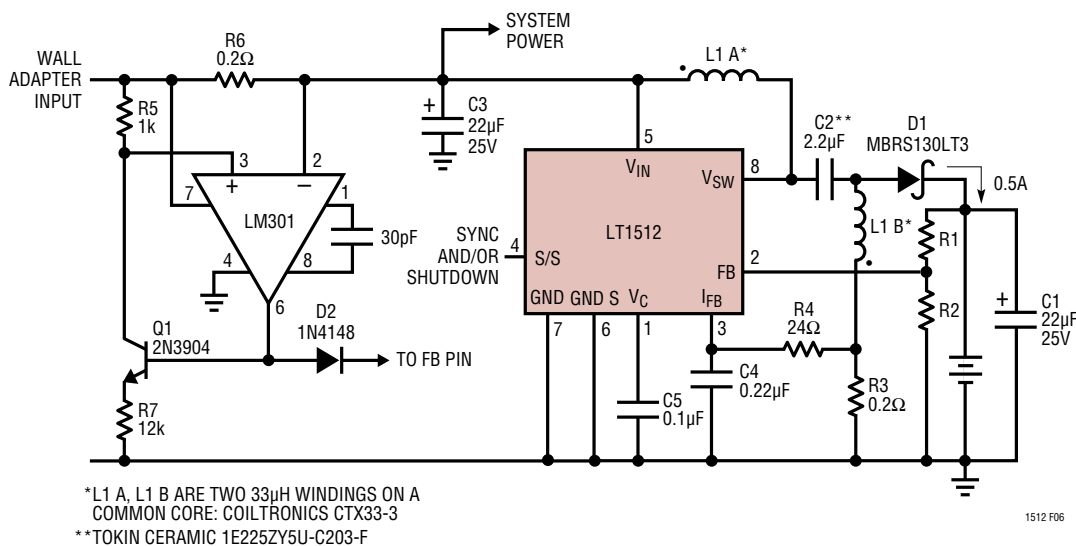 SYSTEM
POWER
WALL
ADAPTER
INPUT
R6
0.2Ω
L1 A*
R5
1k
+
C3
22µF
25V
5
C2**
2.2µF
D1
MBRS130LT3
3
2
+
−
7
1
LM301
30pF
4
8
6
VIN
VSW
8
0.5A
SYNC
AND/OR
SHUTDOWN
4
S/S
LT1512
L1 B*
R1
FB
2
GND
GND S
VC
IFB
7
6
1
3
R4
24Ω
R2
+
C1
22µF
25V
Q1
2N3904
D2
1N4148
TO FB PIN
C4
0.22µF
R3
0.2Ω
R7
12k
C5
0.1µF
*L1 A, L1 B ARE TWO 33µH WINDINGS ON A
COMMON CORE: COILTRONICS CTX33-3
**TOKIN CERAMIC 1E225ZY5U-C203-F
1512 F06